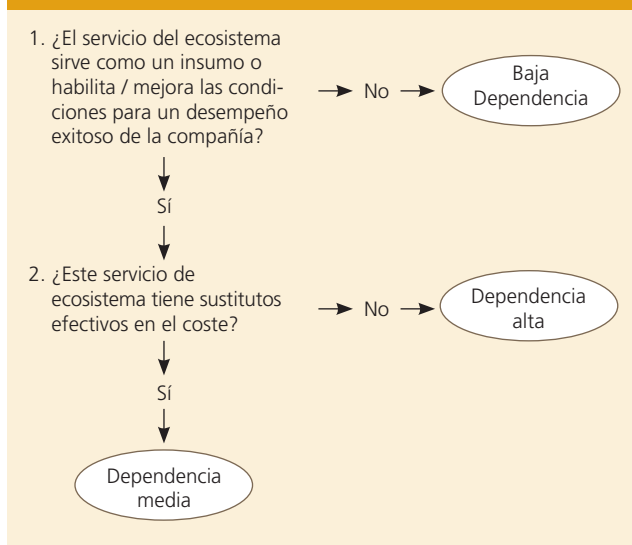 1. ¿El servicio del ecosistema
sirve como un insumo o
habilita / mejora las condi-
ciones para un desempeño
exitoso de la compañía?
No
Baja
Dependencia
Sí
2. ¿Este servicio de
ecosistema tiene sustitutos
efectivos en el coste?
No
Dependencia
alta
Sí
Dependencia
media